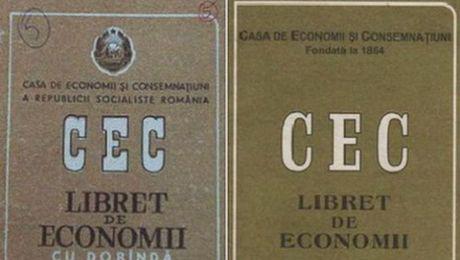 5
CASA DE ECONOMII ȘI CONSEMNAȚIUNI
A REPUBLICII SOCIALISTE ROMÂNIA
CEC
LIBRET
DE
ECONOMII
CU DOBÎNDĂ
CASA DE ECONOMII ȘI CONSEMNAȚIUNI
Fondată la 1864
CEC
LIBRET
DE
ECONOMII